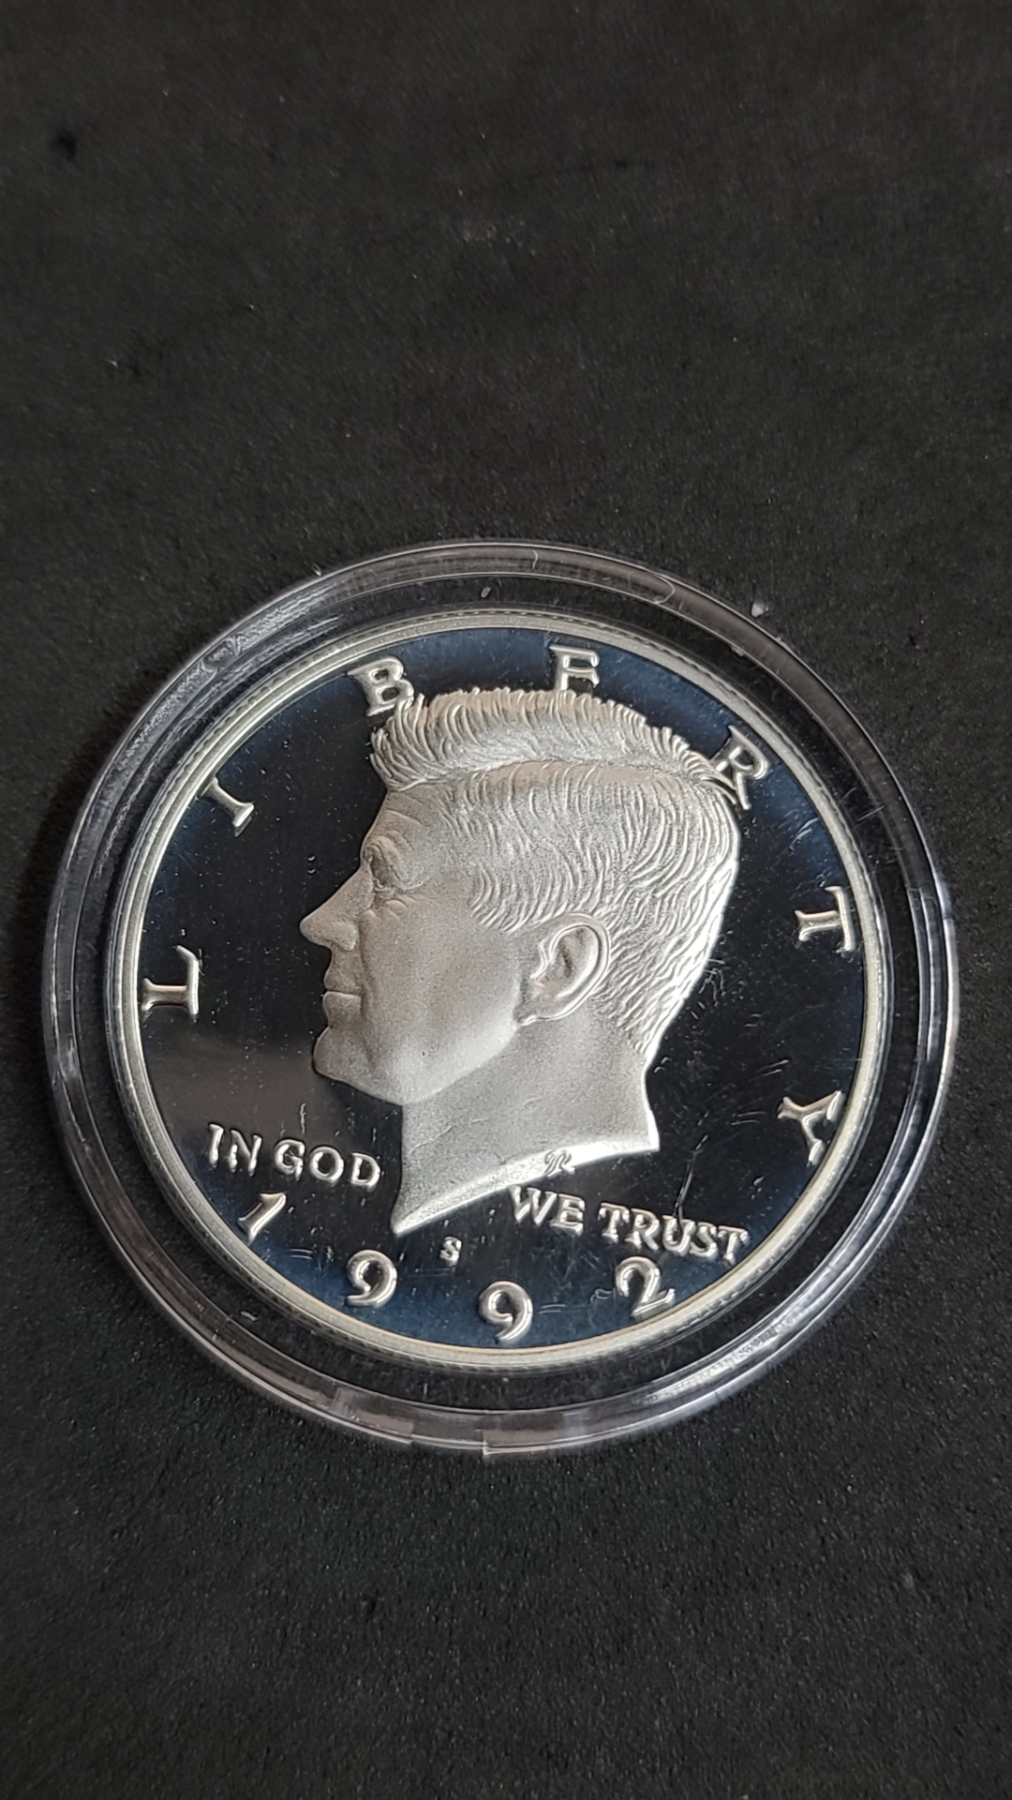 LIBERTY
IN GOD WE TRUST
S
1992